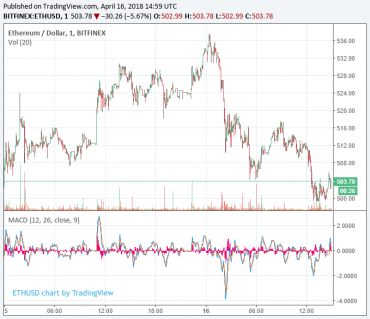 Published on TradingView.com, April 16, 2018 14:59 UTC
BITFINEX:ETHUSD, 1 503.78 ▼ −30.26 (−5.67%) O:502.99 H:503.78 L:502.99 C:503.78
Ethereum / Dollar, 1, BITFINEX
Vol (20)
536.00
528.00
524.00
520.00
516.00
512.00
508.00
503.78
00:26
500.00
MACD (12, 26, close, 9)
2.0000
0.0000
-2.0000
-4.0000
ETHUSD chart by TradingView
5 06:00 12:00 18:00 16 06:00 12:00